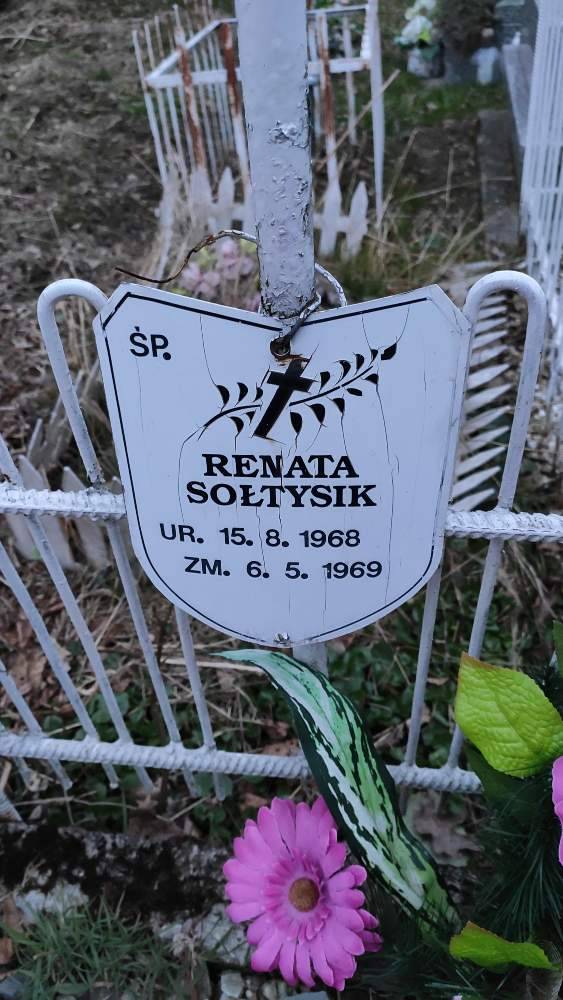 ŚP.
RENATA
SOŁTYSIK
UR. 15. 8. 1968
ZM. 6. 5. 1969